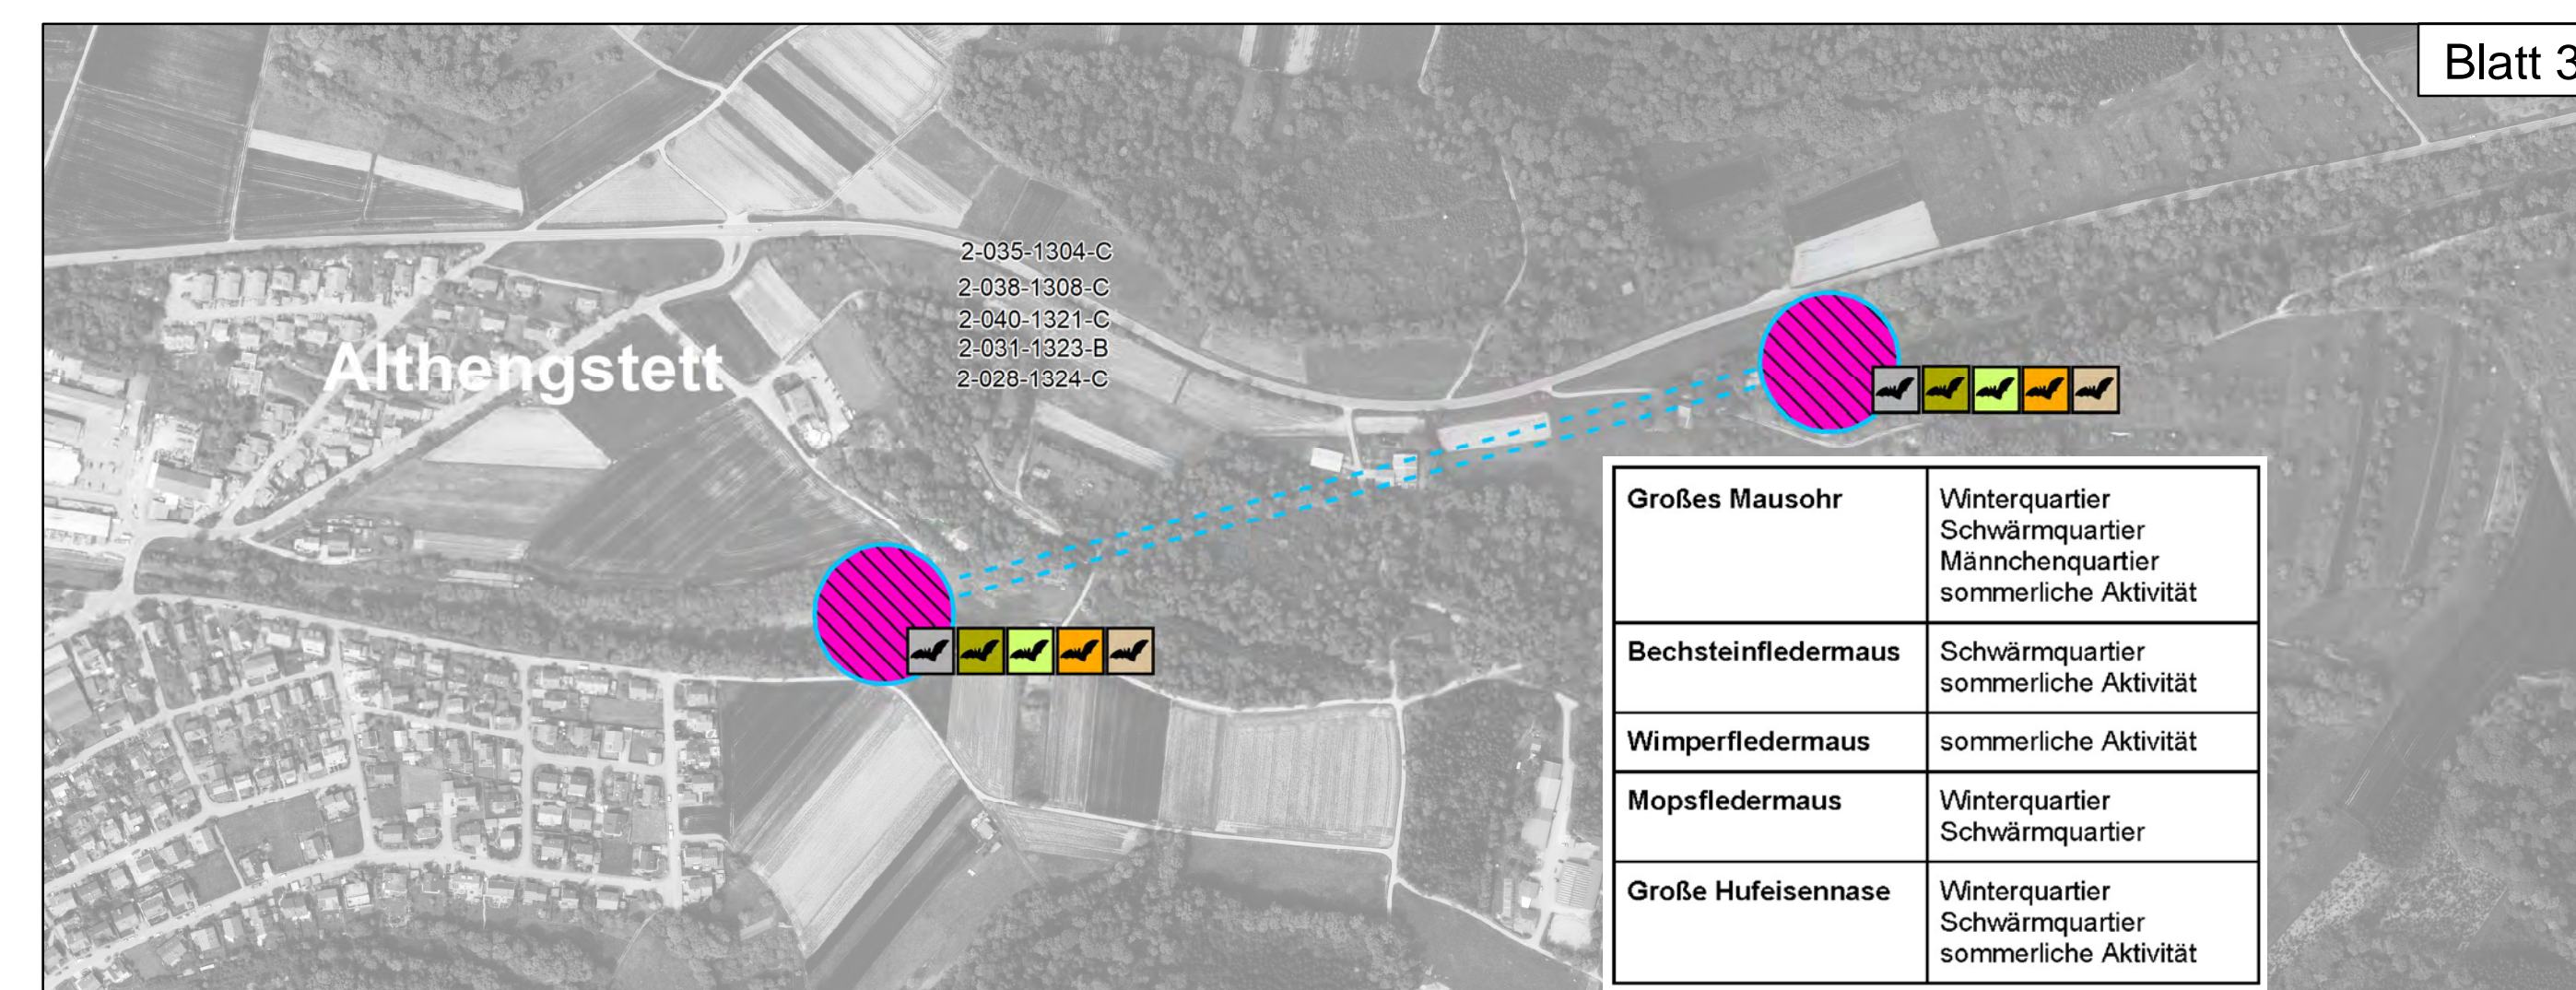 Blatt 3
2-035-1304-C
2-038-1308-C
2-040-1321-C
2-031-1323-B
2-028-1324-C
Althengstett
Großes Mausohr
Winterquartier
Schwärmquartier
Männchenquartier
sommerliche Aktivität
Bechsteinfledermaus
Schwärmquartier
sommerliche Aktivität
Wimperfledermaus
sommerliche Aktivität
Mopsfledermaus
Winterquartier
Schwärmquartier
Große Hufeisennase
Winterquartier
Schwärmquartier
sommerliche Aktivität